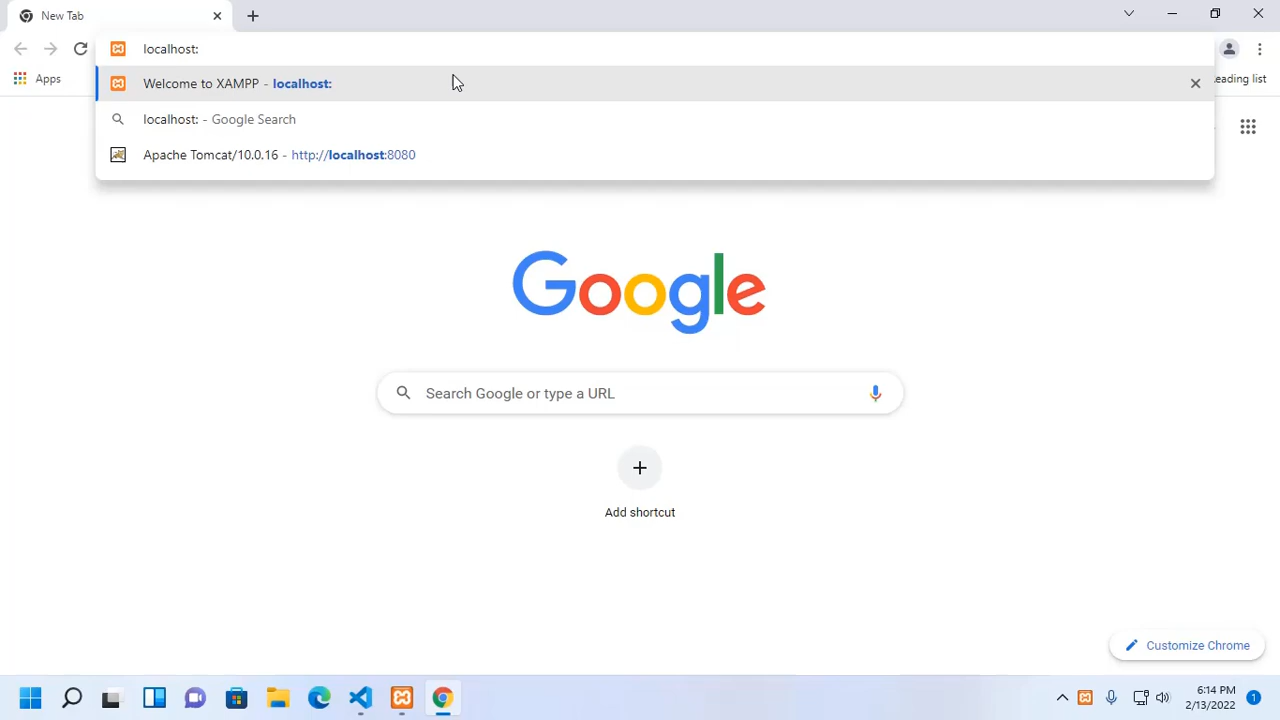 New Tab
localhost:
Apps
Welcome to XAMPP - localhost:
eading list
localhost: - Google Search
Apache Tomcat/10.0.16 - http://localhost:8080
Google
Search Google or type a URL
Add shortcut
Customize Chrome
6:14 PM
2/13/2022
1